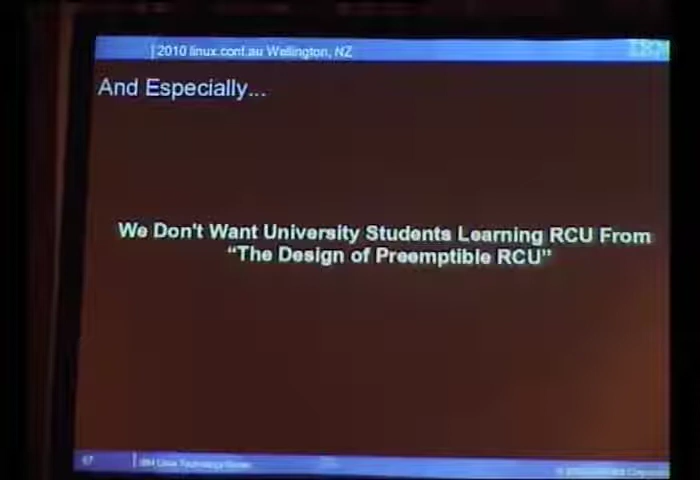 2010 linux.conf.au Wellington, NZ
IBM
And Especially...
We Don't Want University Students Learning RCU From
“The Design of Preemptible RCU”
IBM Linux Technology Center